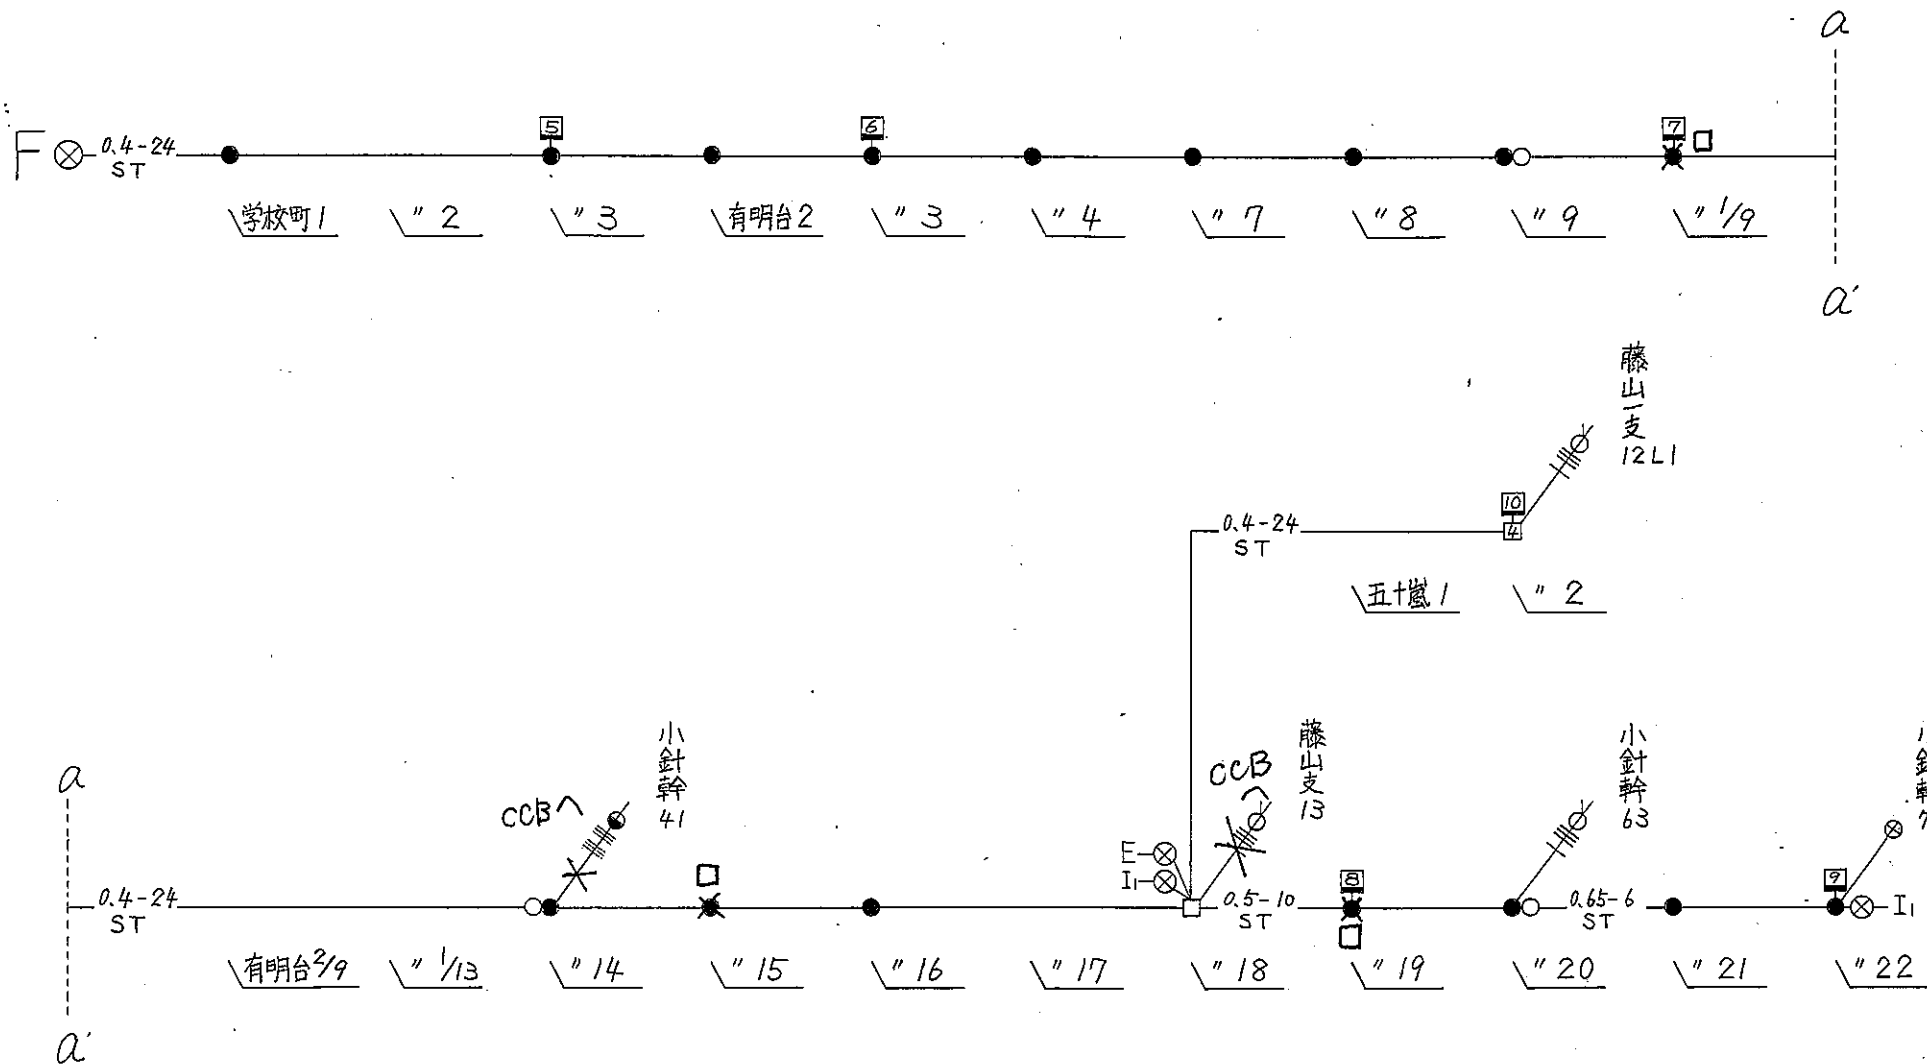 a
F 0.4-24 ST 5 6 7
学校町1 〃2 〃3 有明台2 〃3 〃4 〃7 〃8 〃9 〃1/9
a'
藤山一支12L1
0.4-24 ST 10 4
五十嵐1 〃2
a
小針幹41
CCBへ
CCBへ
藤山支13
小針幹63
E
I1
0.4-24 ST 0.5-10 ST 8 0.65-6 ST 9 I1
有明台2/9 〃1/13 〃14 〃15 〃16 〃17 〃18 〃19 〃20 〃21 〃22
a'